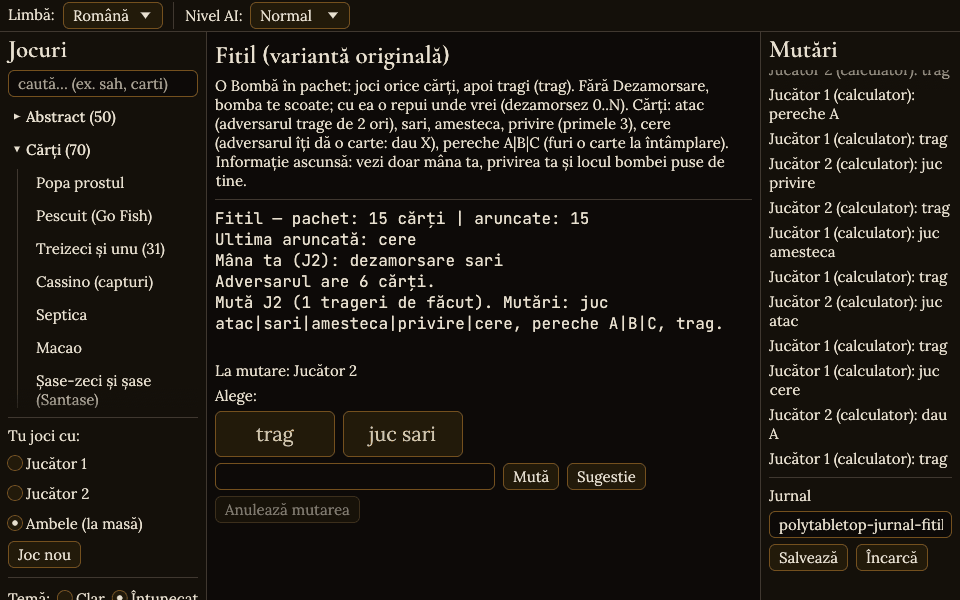 Limbă: Română ▼ Nivel AI: Normal ▼
Jocuri
caută... (ex. sah, carti)
▸ Abstract (50)
▾ Cărți (70)
Popa prostul
Pescuit (Go Fish)
Treizeci și unu (31)
Cassino (capturi)
Septica
Macao
Șase-zeci și șase
(Santase)
Tu joci cu:
Jucător 1
Jucător 2
Ambele (la masă)
Joc nou
Temă: Clar Întunecat
Fitil (variantă originală)
O Bombă în pachet: joci orice cărți, apoi tragi (trag). Fără Dezamorsare,
bomba te scoate; cu ea o repui unde vrei (dezamorsez 0..N). Cărți: atac
(adversarul trage de 2 ori), sari, amesteca, privire (primele 3), cere
(adversarul îți dă o carte: dau X), pereche A|B|C (furi o carte la întâmplare).
Informație ascunsă: vezi doar mâna ta, privirea ta și locul bombei puse de
tine.
Fitil — pachet: 15 cărți | aruncate: 15
Ultima aruncată: cere
Mâna ta (J2): dezamorsare sari
Adversarul are 6 cărți.
Mută J2 (1 trageri de făcut). Mutări: juc
atac|sari|amesteca|privire|cere, pereche A|B|C, trag.
La mutare: Jucător 2
Alege:
trag juc sari
Mută Sugestie
Anulează mutarea
Mutări
Jucător 2 (calculator): trag
Jucător 1 (calculator):
pereche A
Jucător 1 (calculator): trag
Jucător 2 (calculator): juc
privire
Jucător 2 (calculator): trag
Jucător 1 (calculator): juc
amesteca
Jucător 1 (calculator): trag
Jucător 2 (calculator): juc
atac
Jucător 1 (calculator): trag
Jucător 1 (calculator): juc
cere
Jucător 2 (calculator): dau
A
Jucător 1 (calculator): trag
Jurnal
polytabletop-jurnal-fitil
Salvează Încarcă